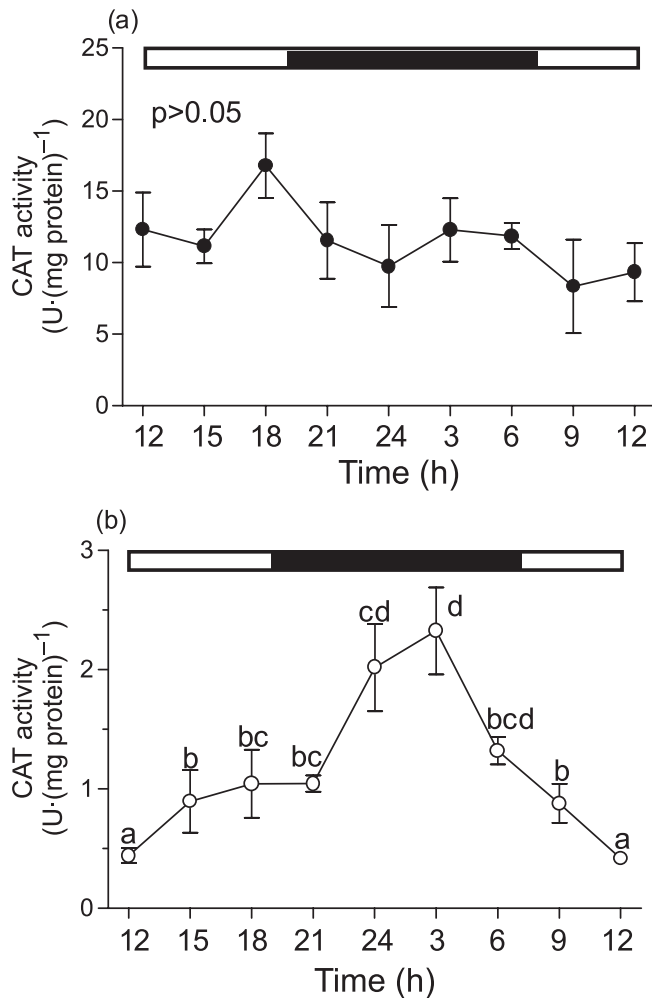 (a)
25
20
15
10
5
0
CAT activity
(U·(mg protein)⁻¹
p>0.05
12 15 18 21 24 3 6 9 12
Time (h)
(b)
3
2
1
0
CAT activity
(U·(mg protein)⁻¹
a b bc bc cd d bcd b a
12 15 18 21 24 3 6 9 12
Time (h)